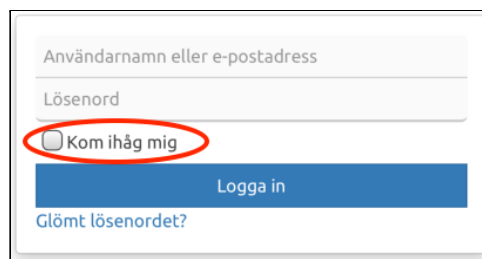 Användarnamn eller e-postadress
Lösenord
Kom ihåg mig
Logga in
Glömt lösenordet?